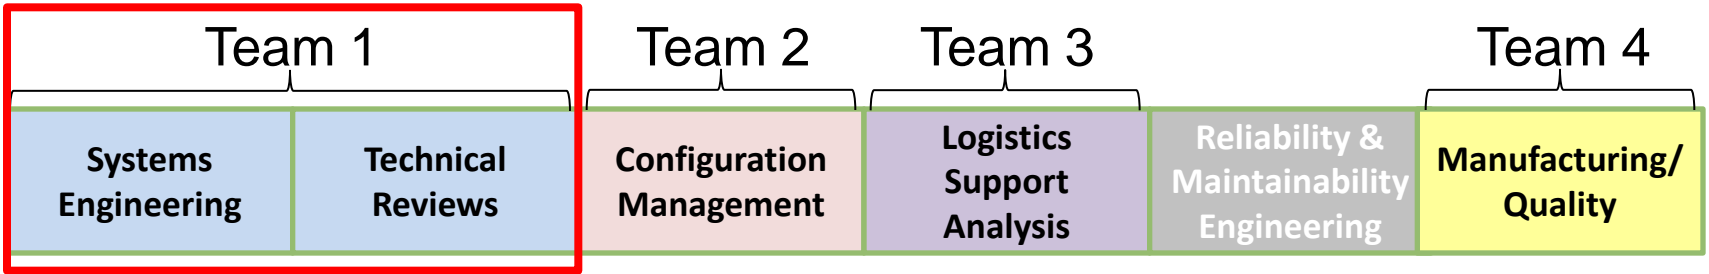 Team 1
Team 2
Team 3
Team 4
Systems
Engineering
Technical
Reviews
Configuration
Management
Logistics
Support
Analysis
Reliability &
Maintainability
Engineering
Manufacturing/
Quality